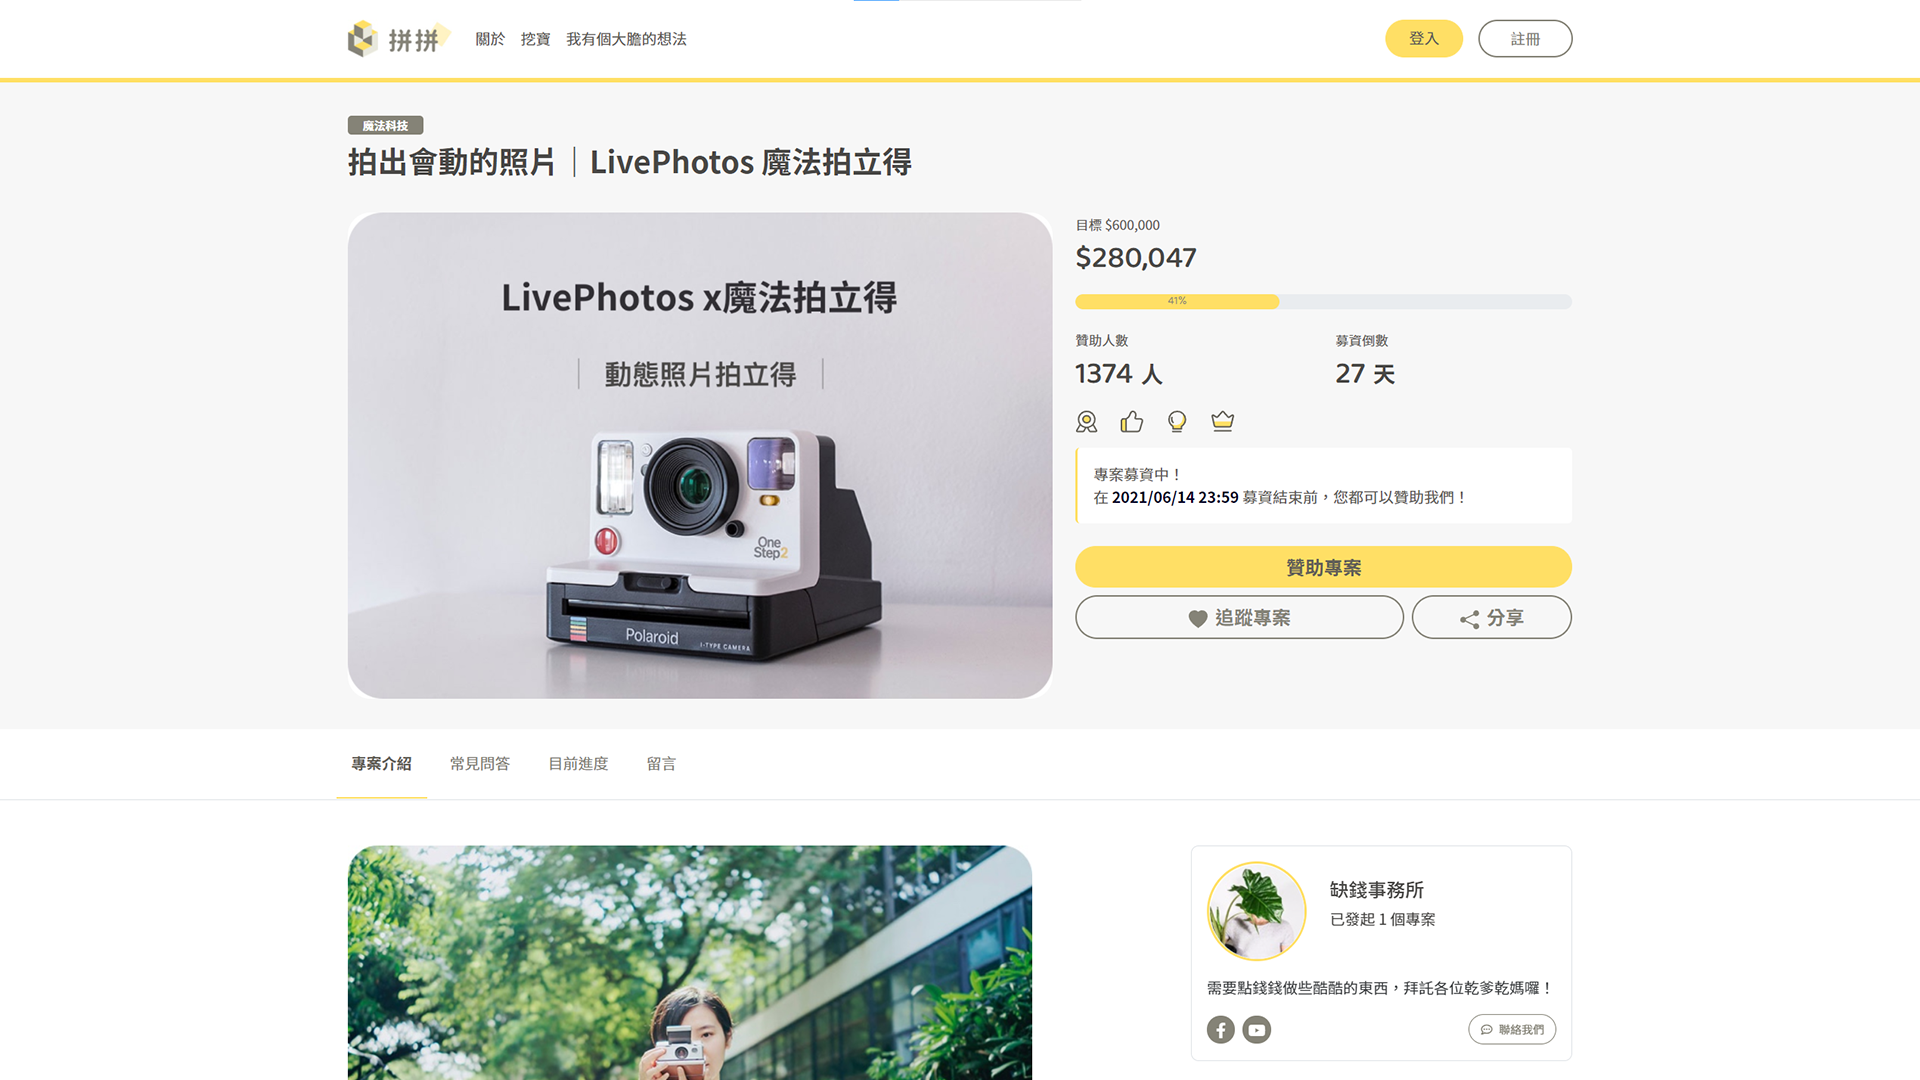 拼拼
關於 挖寶 我有個大膽的想法
登入 註冊
魔法科技
拍出會動的照片｜LivePhotos 魔法拍立得
LivePhotos x魔法拍立得
｜ 動態照片拍立得 ｜
One
Step2
Polaroid
I-TYPE CAMERA
目標 $600,000
$280,047
41%
贊助人數 募資倒數
1374 人 27 天
專案募資中！
在 2021/06/14 23:59 募資結束前，您都可以贊助我們！
贊助專案
追蹤專案 分享
專案介紹 常見問答 目前進度 留言
缺錢事務所
已發起 1 個專案
需要點錢錢做些酷酷的東西，拜託各位乾爹乾媽囉！
聯絡我們